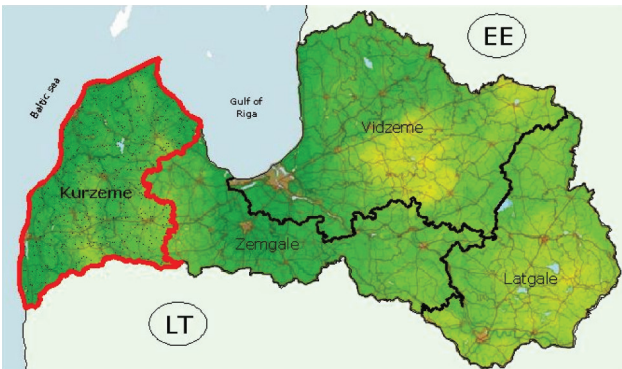 EE
Baltic sea
Gulf of
Riga
Vidzeme
Kurzeme
Zemgale
Latgale
LT